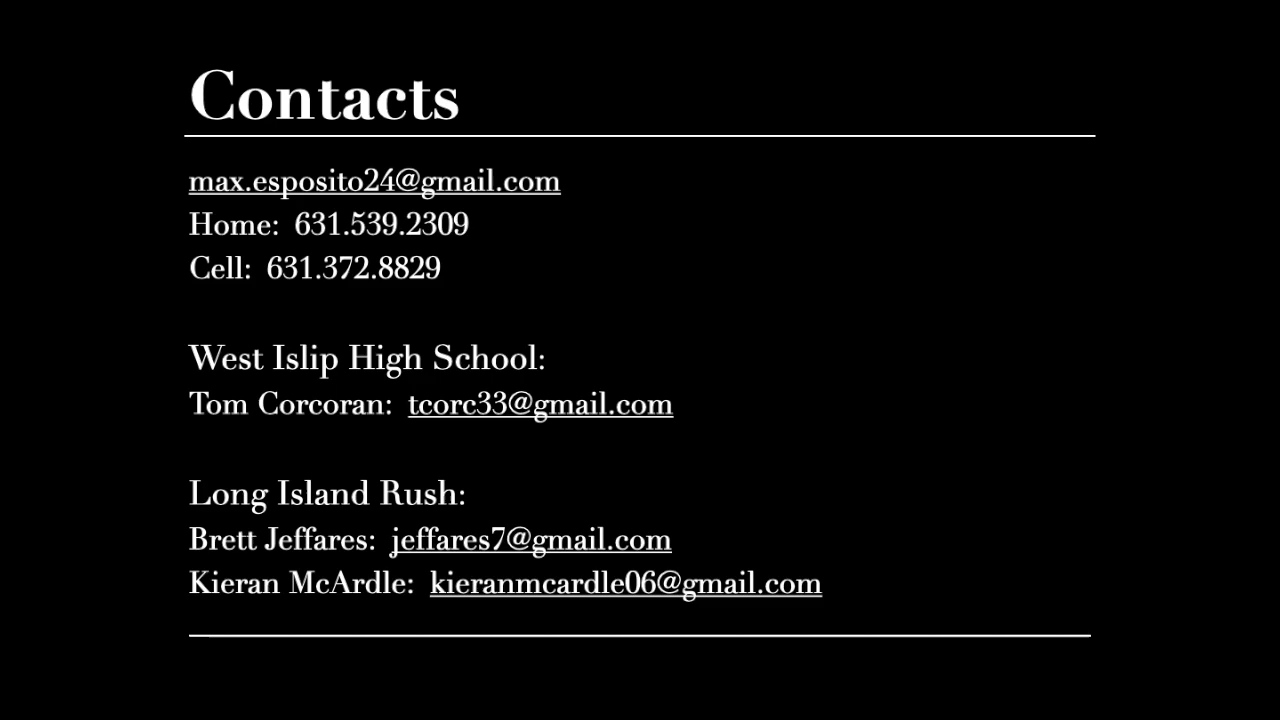 Contacts
max.esposito24@gmail.com
Home: 631.539.2309
Cell: 631.372.8829
West Islip High School:
Tom Corcoran: tcorc33@gmail.com
Long Island Rush:
Brett Jeffares: jeffares7@gmail.com
Kieran McArdle: kieranmcardle06@gmail.com